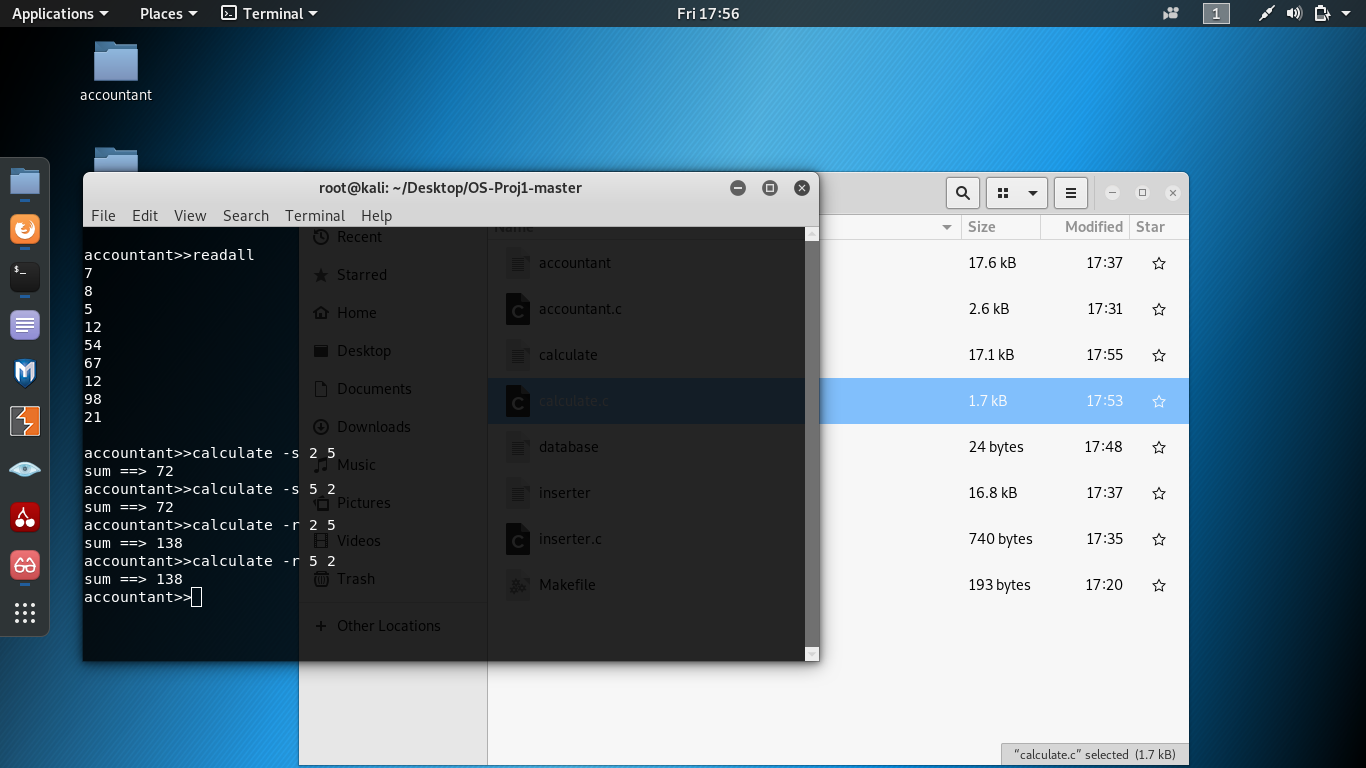 Applications Places Terminal Fri 17:56 1
accountant
root@kali: ~/Desktop/OS-Proj1-master
File Edit View Search Terminal Help
accountant>>readall
7
8
5
12
54
67
12
98
21
accountant>>calculate -s 2 5
sum ==> 72
accountant>>calculate -s 5 2
sum ==> 72
accountant>>calculate -r 2 5
sum ==> 138
accountant>>calculate -r 5 2
sum ==> 138
accountant>>
Recent
Starred
Home
Desktop
Documents
Downloads
Music
Pictures
Videos
Trash
+ Other Locations
Name Size Modified Star
accountant 17.6 kB 17:37
C accountant.c 2.6 kB 17:31
calculate 17.1 kB 17:55
C calculate.c 1.7 kB 17:53
database 24 bytes 17:48
inserter 16.8 kB 17:37
C inserter.c 740 bytes 17:35
Makefile 193 bytes 17:20
“calculate.c” selected (1.7 kB)